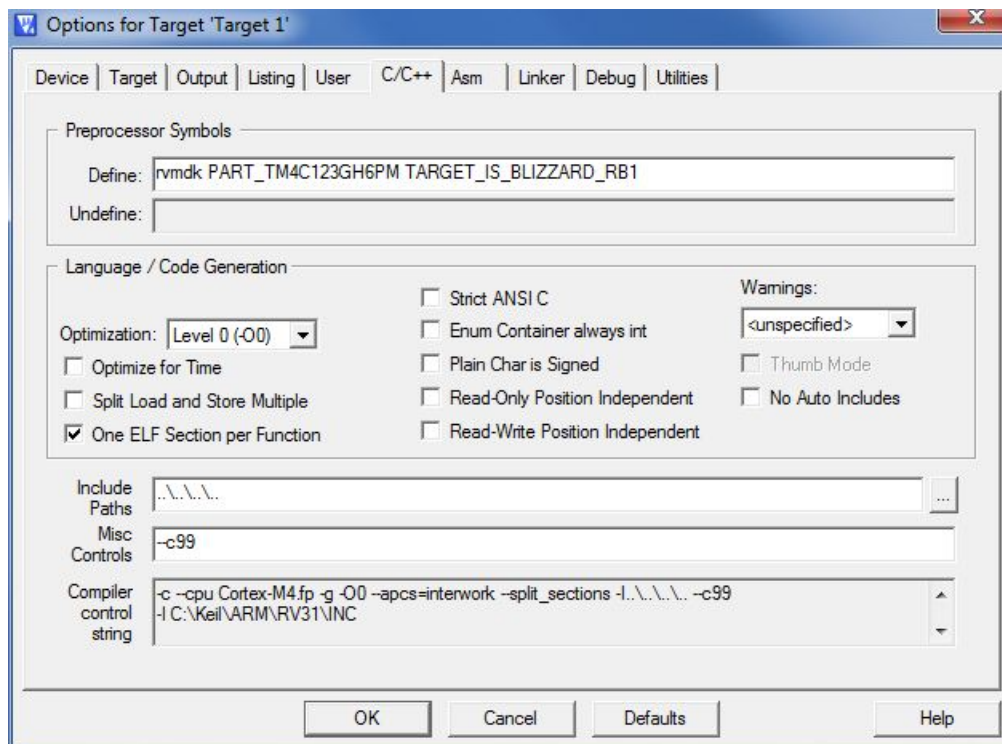 Options for Target 'Target 1'
Device Target Output Listing User C/C++ Asm Linker Debug Utilities
Preprocessor Symbols
Define: rvmdk PART_TM4C123GH6PM TARGET_IS_BLIZZARD_RB1
Undefine:
Language / Code Generation
Optimization: Level 0 (-O0)
Optimize for Time
Split Load and Store Multiple
One ELF Section per Function
Strict ANSI C
Enum Container always int
Plain Char is Signed
Read-Only Position Independent
Read-Write Position Independent
Warnings:
<unspecified>
Thumb Mode
No Auto Includes
Include Paths ..\..\..\.. ...
Misc Controls --c99
Compiler control string -c --cpu Cortex-M4.fp -g -O0 --apcs=interwork --split_sections -I..\..\..\.. --c99
-I C:\Keil\ARM\RV31\INC
OK Cancel Defaults Help